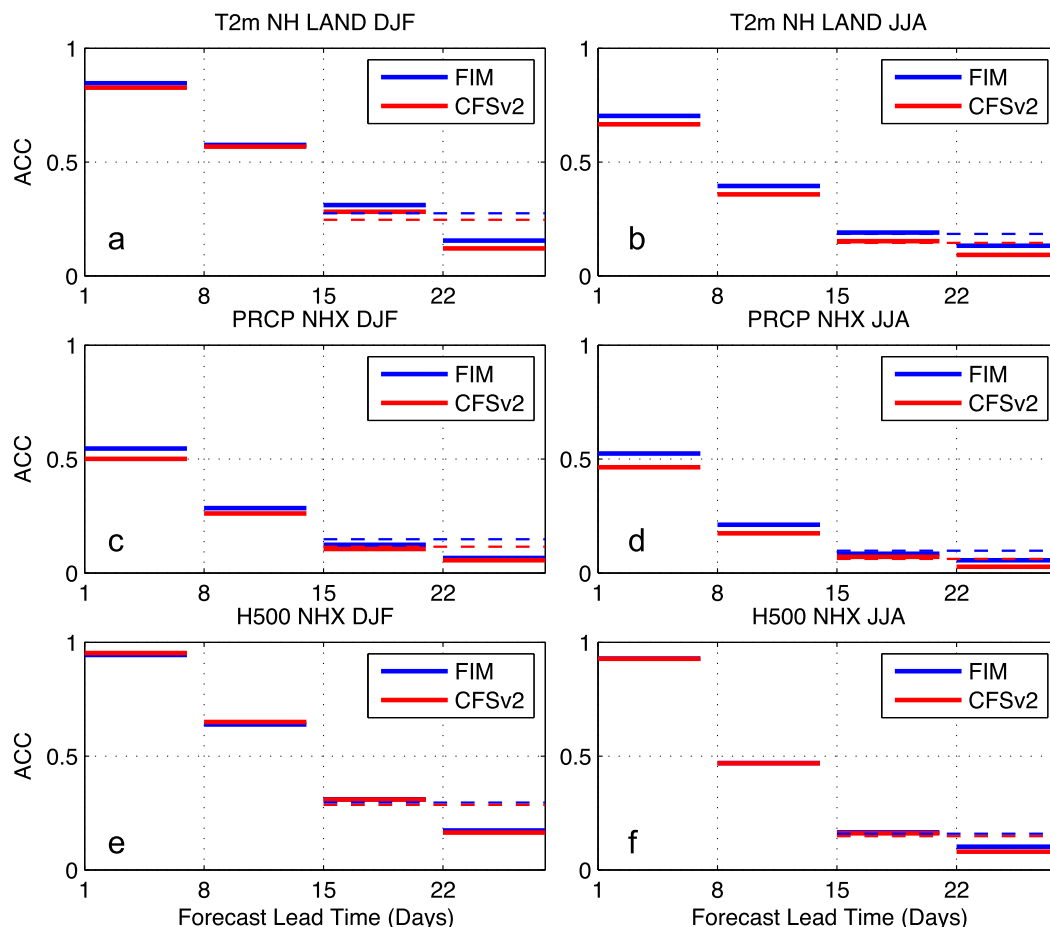 T2m NH LAND DJF
ACC
1
0.5
0
FIM
CFSv2
a
1 8 15 22
T2m NH LAND JJA
1
0.5
0
FIM
CFSv2
b
1 8 15 22
PRCP NHX DJF
ACC
1
0.5
0
FIM
CFSv2
c
1 8 15 22
PRCP NHX JJA
1
0.5
0
FIM
CFSv2
d
1 8 15 22
H500 NHX DJF
ACC
1
0.5
0
FIM
CFSv2
e
1 8 15 22
Forecast Lead Time (Days)
H500 NHX JJA
1
0.5
0
FIM
CFSv2
f
1 8 15 22
Forecast Lead Time (Days)